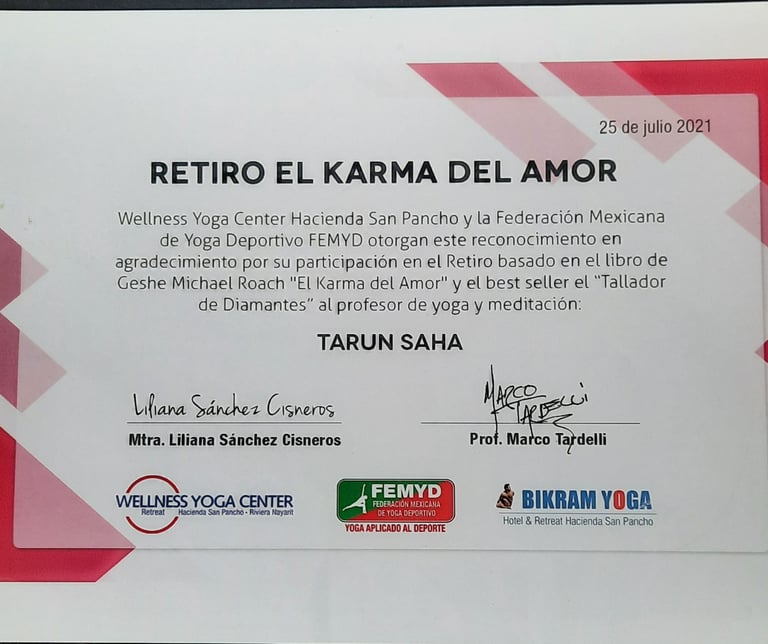 25 de julio 2021
RETIRO EL KARMA DEL AMOR
Wellness Yoga Center Hacienda San Pancho y la Federación Mexicana
de Yoga Deportivo FEMYD otorgan este reconocimiento en
agradecimiento por su participación en el Retiro basado en el libro de
Geshe Michael Roach "El Karma del Amor" y el best seller el "Tallador
de Diamantes" al profesor de yoga y meditación:
TARUN SAHA
Liliana Sánchez Cisneros
MARCO
TARDELLI
Mtra. Liliana Sánchez Cisneros
Prof. Marco Tardelli
WELLNESS YOGA CENTER
Retreat Hacienda San Pancho - Riviera Nayarit
FEMYD
FEDERACIÓN MEXICANA
DE YOGA DEPORTIVO
YOGA APLICADO AL DEPORTE
BIKRAM YOGA
Hotel & Retreat Hacienda San Pancho